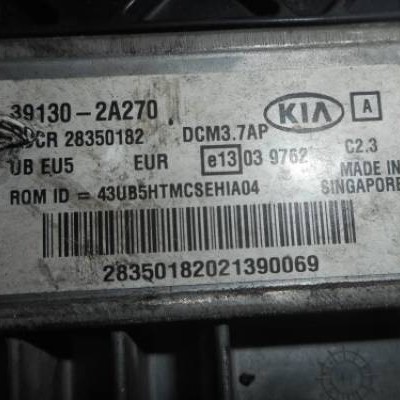 39130-2A270
KIA A
CR 28350182 DCM3.7AP
UB EU5 EUR e13 03 9762 C2.3
ROM ID = 43UB5HTMCSEHIA04
MADE IN
SINGAPORE
28350182021390069